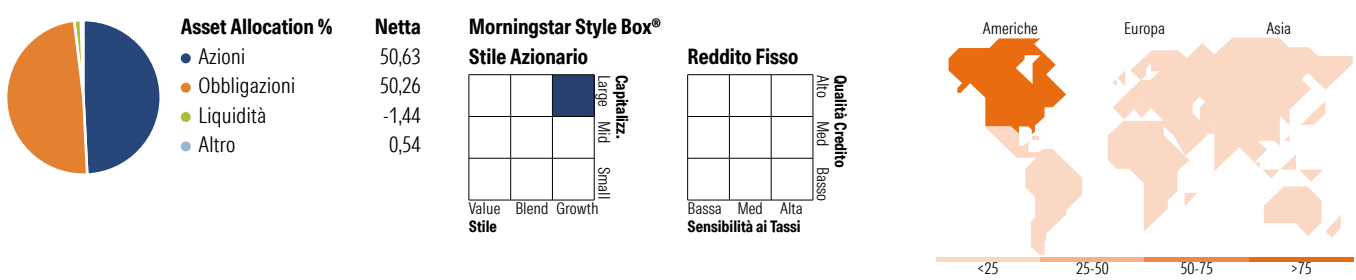 Asset Allocation % Netta
Azioni 50,63
Obbligazioni 50,26
Liquidità -1,44
Altro 0,54
Morningstar Style Box®
Stile Azionario
Large
Mid
Small
Capitalizz.
Value Blend Growth
Stile
Reddito Fisso
Alto
Med
Basso
Qualità Credito
Bassa Med Alta
Sensibilità ai Tassi
Americhe Europa Asia
<25 25-50 50-75 >75